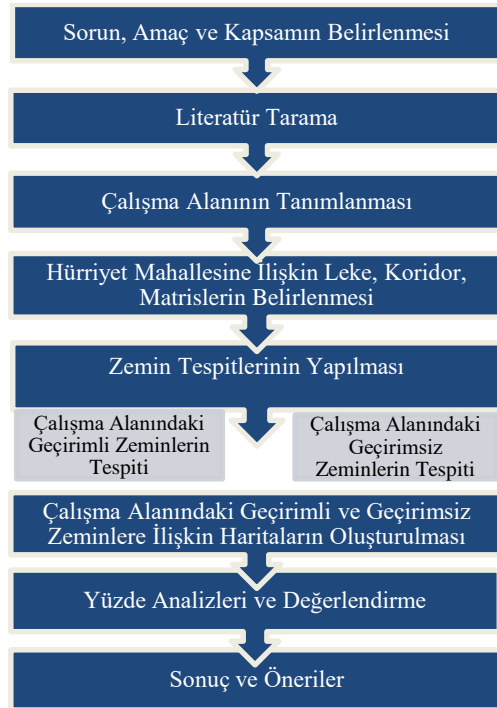 Sorun, Amaç ve Kapsamın Belirlenmesi
Literatür Tarama
Çalışma Alanının Tanımlanması
Hürriyet Mahallesine İlişkin Leke, Koridor,
Matrislerin Belirlenmesi
Zemin Tespitlerinin Yapılması
Çalışma Alanındaki
Geçirimli Zeminlerin
Tespiti
Çalışma Alanındaki
Geçirimsiz
Zeminlerin Tespiti
Çalışma Alanındaki Geçirimli ve Geçirimsiz
Zeminlere İlişkin Haritaların Oluşturulması
Yüzde Analizleri ve Değerlendirme
Sonuç ve Öneriler